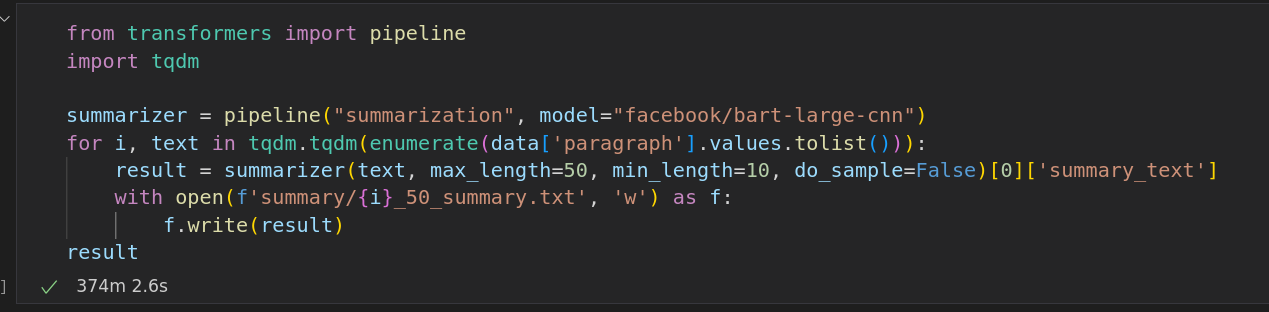 from transformers import pipeline
import tqdm
summarizer = pipeline("summarization", model="facebook/bart-large-cnn")
for i, text in tqdm.tqdm(enumerate(data['paragraph'].values.tolist())):
    result = summarizer(text, max_length=50, min_length=10, do_sample=False)[0]['summary_text']
    with open(f'summary/{i}_50_summary.txt', 'w') as f:
        f.write(result)
result
] 374m 2.6s